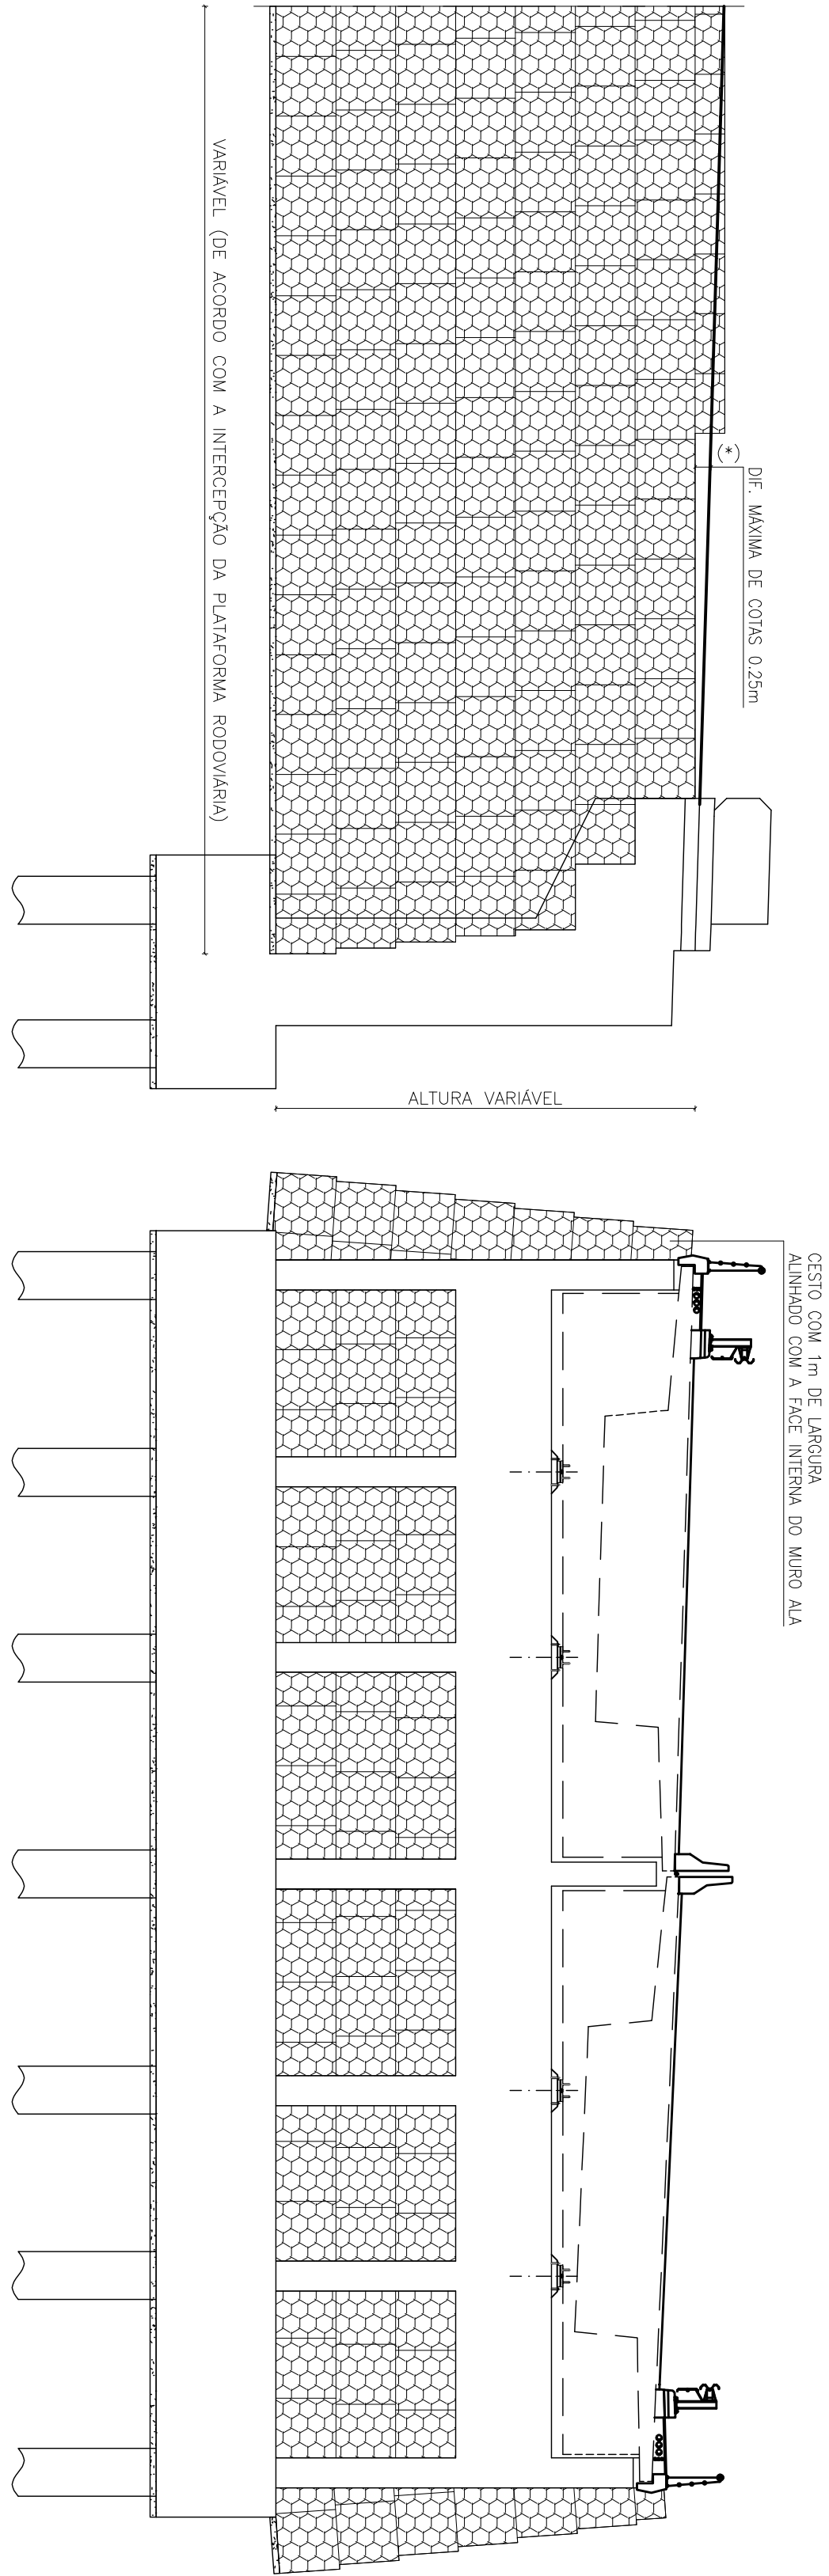 (*)
DIF. MÁXIMA DE COTAS 0.25m
VARIÁVEL (DE ACORDO COM A INTERCEPÇÃO DA PLATAFORMA RODOVIÁRIA)
ALTURA VARIÁVEL
CESTO COM 1m DE LARGURA
ALINHADO COM A FACE INTERNA DO MURO ALA